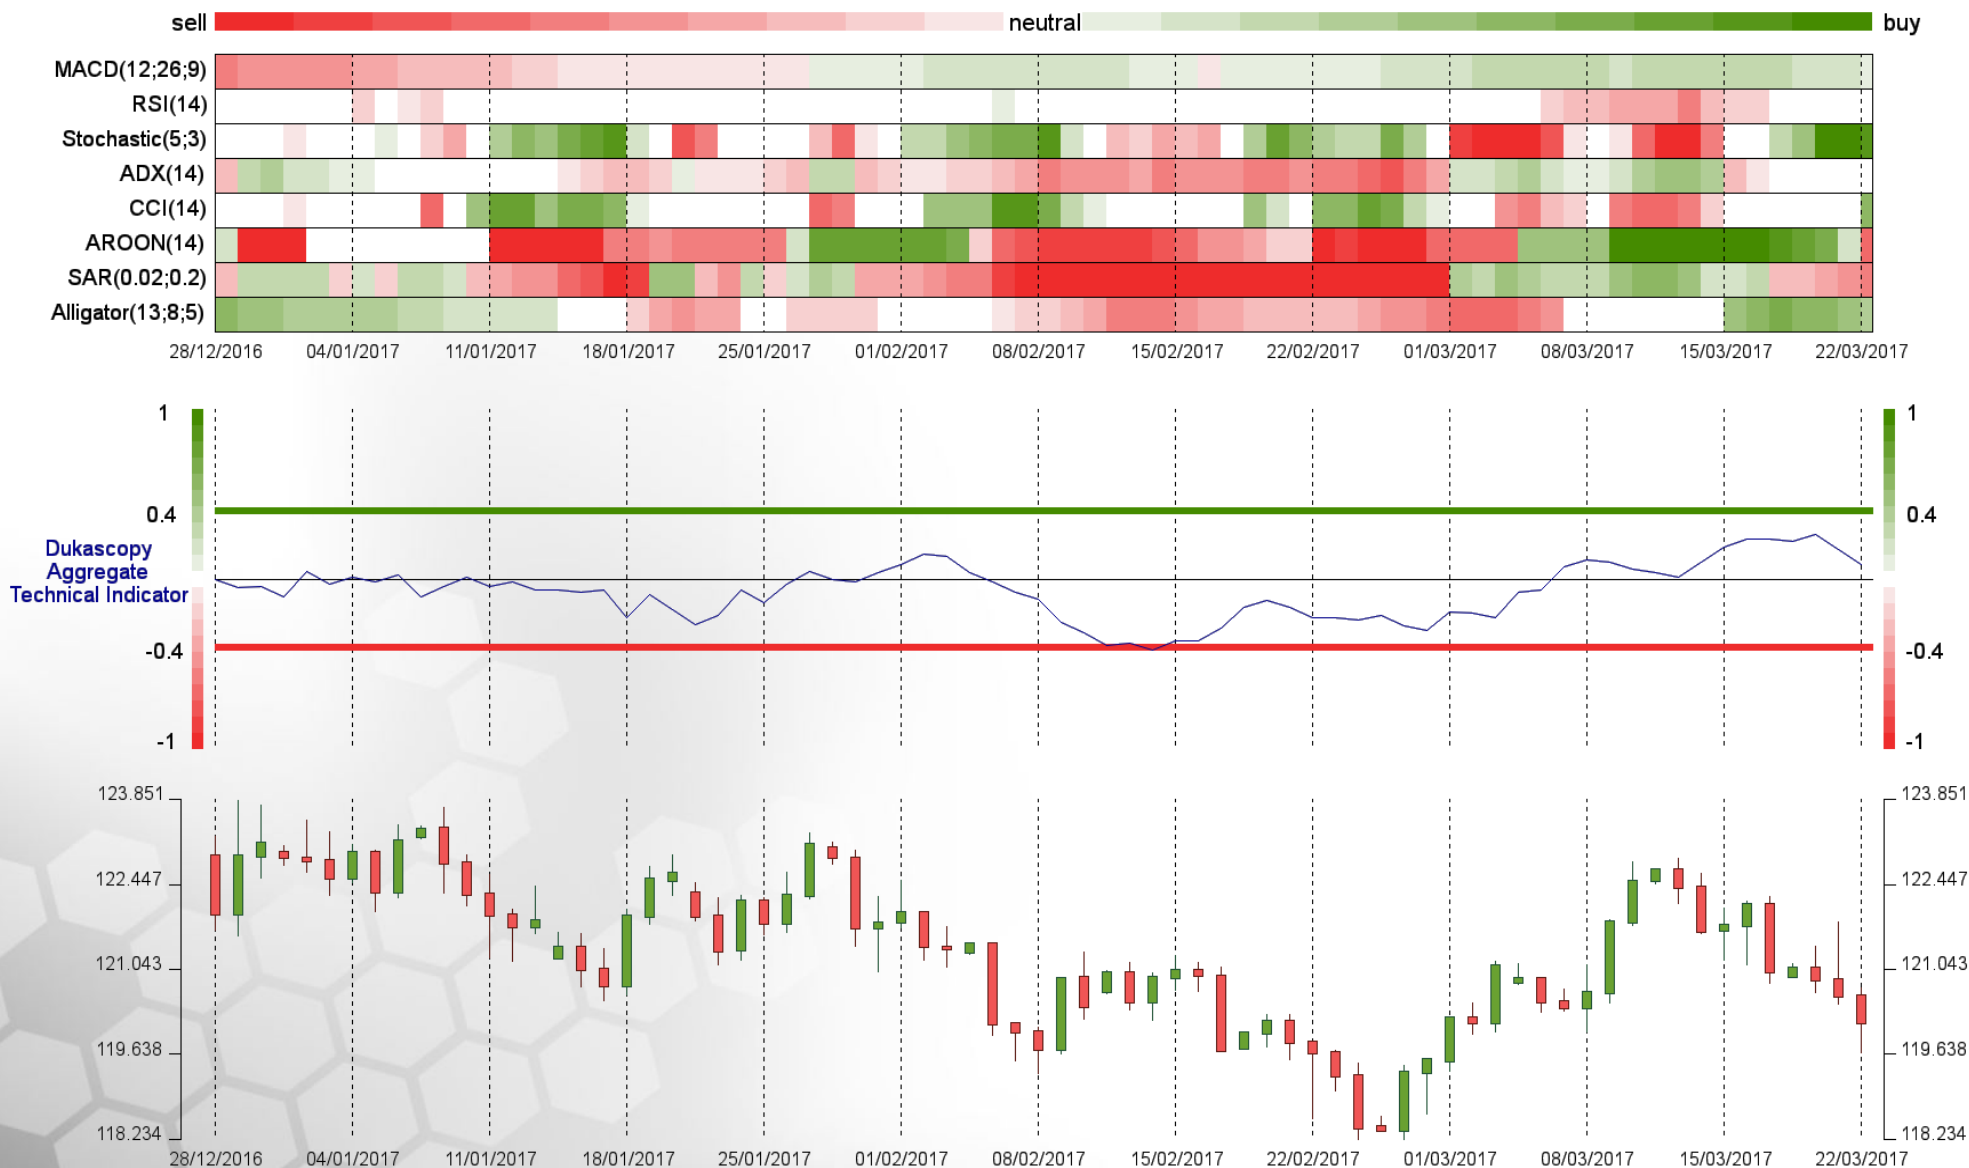 sell neutral buy
MACD(12;26;9)
RSI(14)
Stochastic(5;3)
ADX(14)
CCI(14)
AROON(14)
SAR(0.02;0.2)
Alligator(13;8;5)
28/12/2016 04/01/2017 11/01/2017 18/01/2017 25/01/2017 01/02/2017 08/02/2017 15/02/2017 22/02/2017 01/03/2017 08/03/2017 15/03/2017 22/03/2017
1 1
0.4 0.4
Dukascopy
Aggregate
Technical Indicator
-0.4 -0.4
-1 -1
123.851 123.851
122.447 122.447
121.043 121.043
119.638 119.638
118.234 118.234
28/12/2016 04/01/2017 11/01/2017 18/01/2017 25/01/2017 01/02/2017 08/02/2017 15/02/2017 22/02/2017 01/03/2017 08/03/2017 15/03/2017 22/03/2017